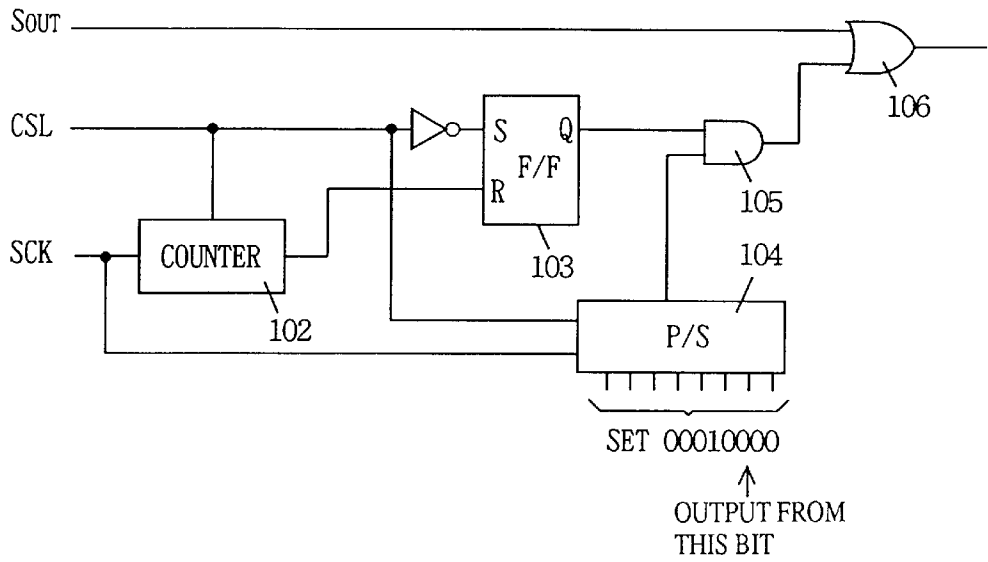 SOUT
106
CSL
S Q
F/F
R
105
SCK
COUNTER
103
104
102
P/S
SET 00010000
OUTPUT FROM
THIS BIT